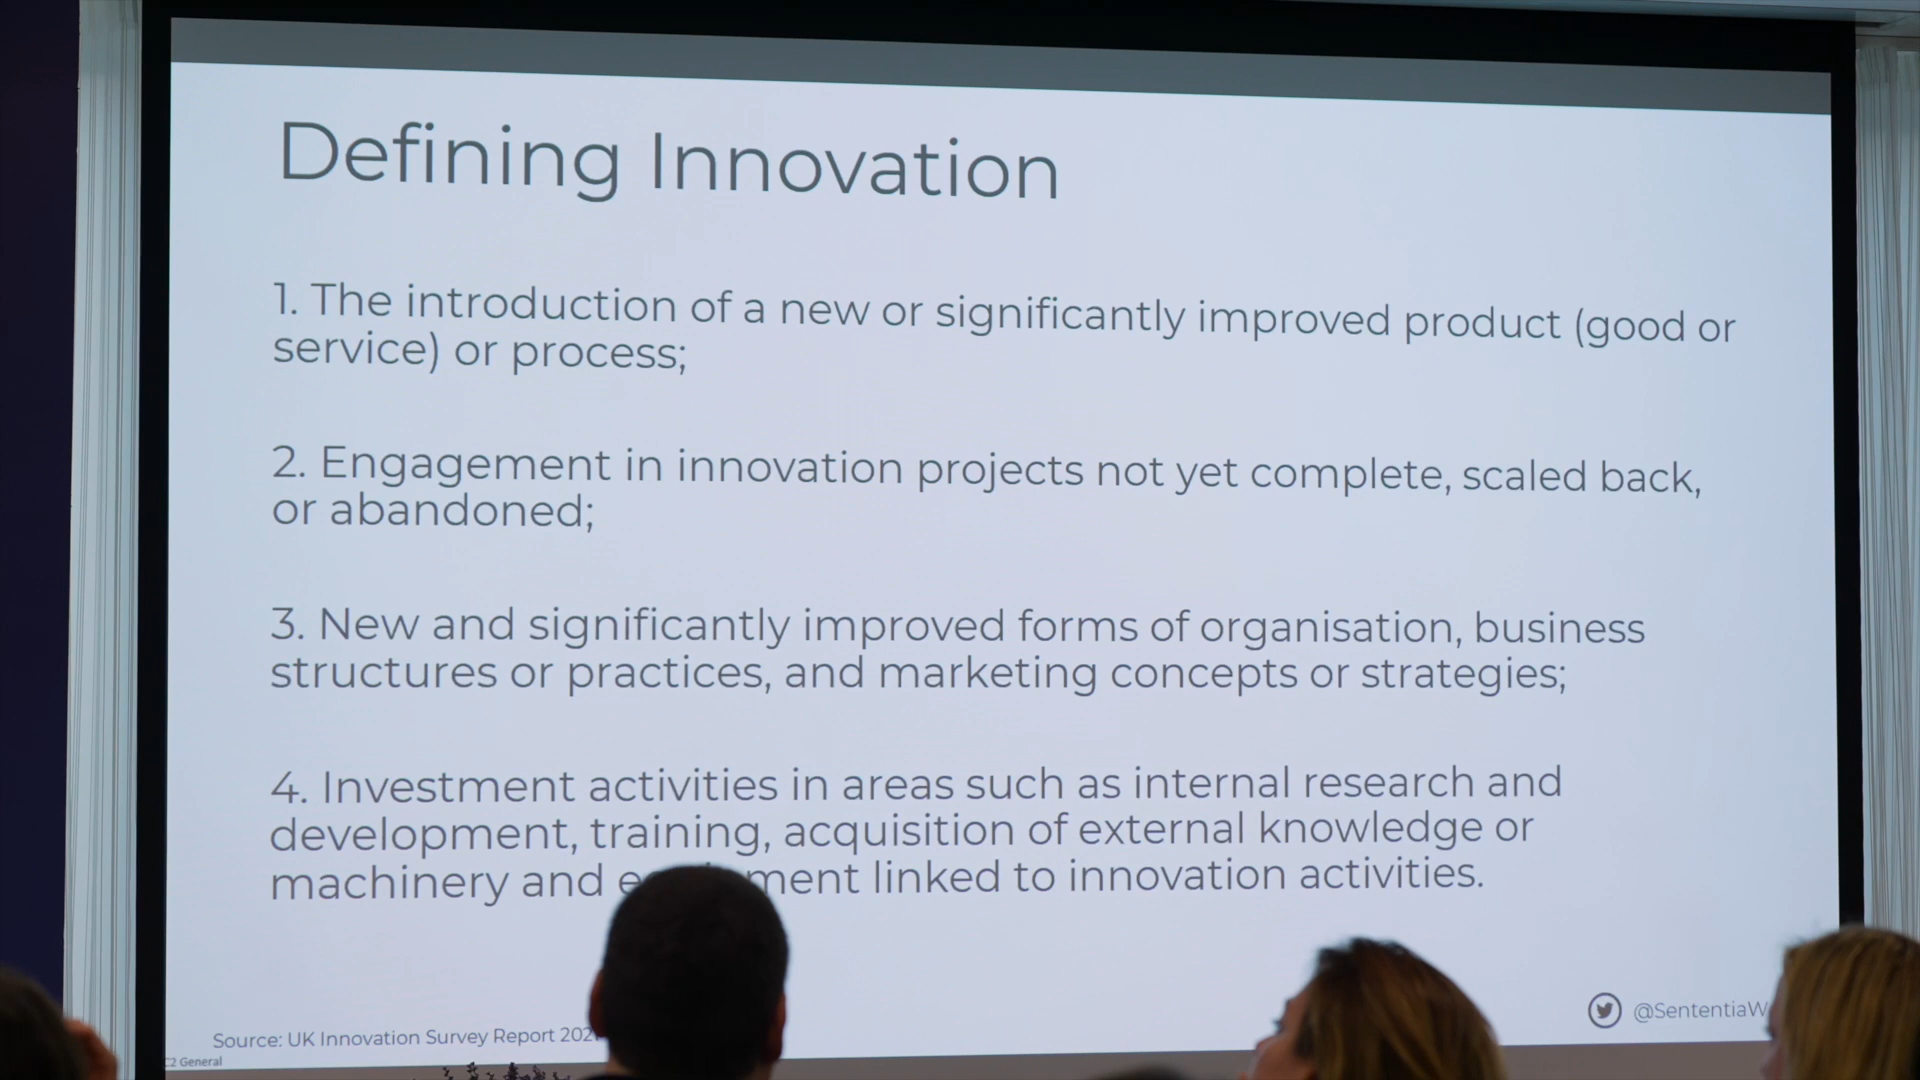 Defining Innovation
1. The introduction of a new or significantly improved product (good or
service) or process;
2. Engagement in innovation projects not yet complete, scaled back,
or abandoned;
3. New and significantly improved forms of organisation, business
structures or practices, and marketing concepts or strategies;
4. Investment activities in areas such as internal research and
development, training, acquisition of external knowledge or
machinery and linked to innovation activities.
Source: UK Innovation Survey Report
C2 General